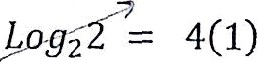 Log₂2 = 4(1)